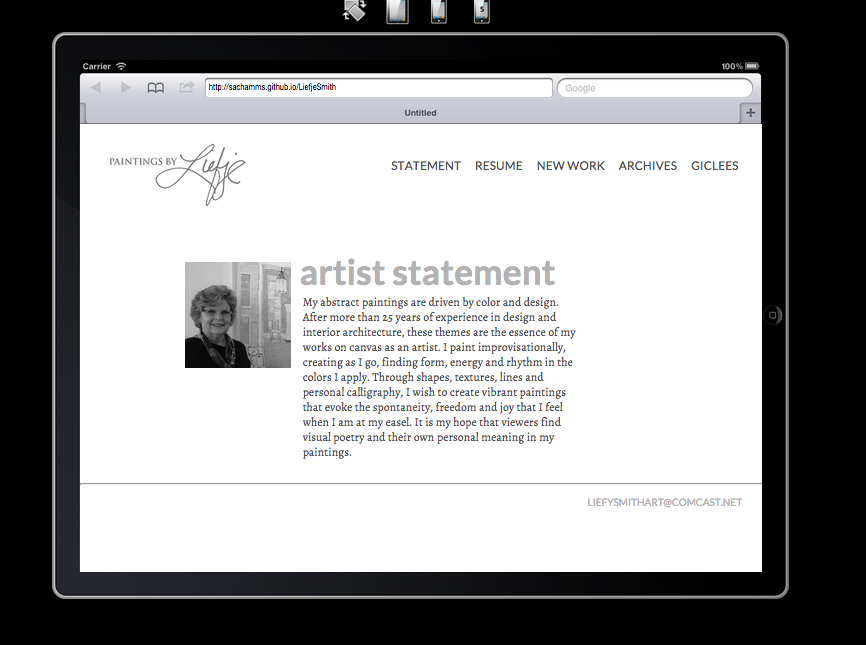 5
Carrier 100%
http://sachamms.github.io/LiefjeSmith Google
Untitled +
PAINTINGS BY Liefje STATEMENT RESUME NEW WORK ARCHIVES GICLEES
artist statement
My abstract paintings are driven by color and design.
After more than 25 years of experience in design and
interior architecture, these themes are the essence of my
works on canvas as an artist. I paint improvisationally,
creating as I go, finding form, energy and rhythm in the
colors I apply. Through shapes, textures, lines and
personal calligraphy, I wish to create vibrant paintings
that evoke the spontaneity, freedom and joy that I feel
when I am at my easel. It is my hope that viewers find
visual poetry and their own personal meaning in my
paintings.
LIEFYSMITHART@COMCAST.NET